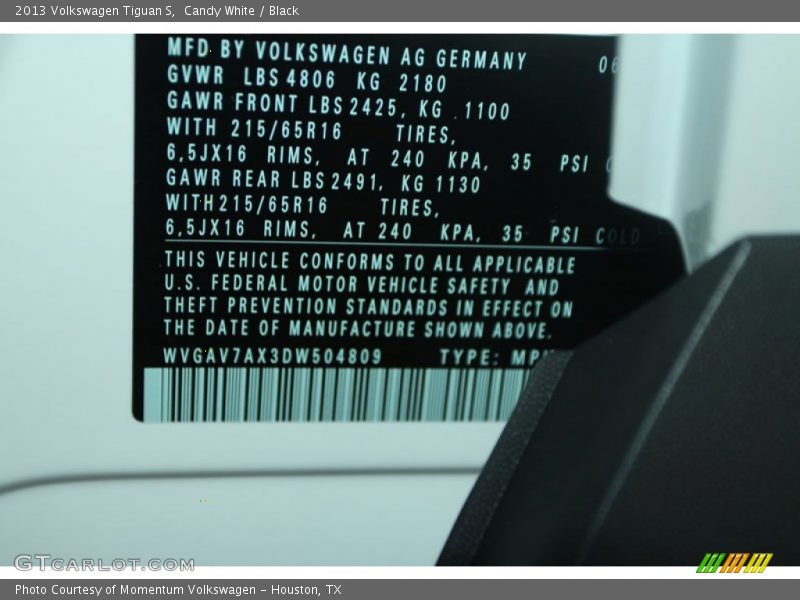 2013 Volkswagen Tiguan S, Candy White / Black
MFD BY VOLKSWAGEN AG GERMANY 06
GVWR LBS 4806 KG 2180
GAWR FRONT LBS 2425, KG .1100
WITH 215/65R16 TIRES,
6,5JX16 RIMS, AT 240 KPA, 35 PSI C
GAWR REAR LBS 2491, KG 1130
WITH 215/65R16 TIRES,
6,5JX16 RIMS, AT 240 KPA, 35 PSI COLD
THIS VEHICLE CONFORMS TO ALL APPLICABLE
U.S. FEDERAL MOTOR VEHICLE SAFETY AND
THEFT PREVENTION STANDARDS IN EFFECT ON
THE DATE OF MANUFACTURE SHOWN ABOVE.
WVGAV7AX3DW504809 TYPE:
GTCARLOT.COM
Photo Courtesy of Momentum Volkswagen - Houston, TX